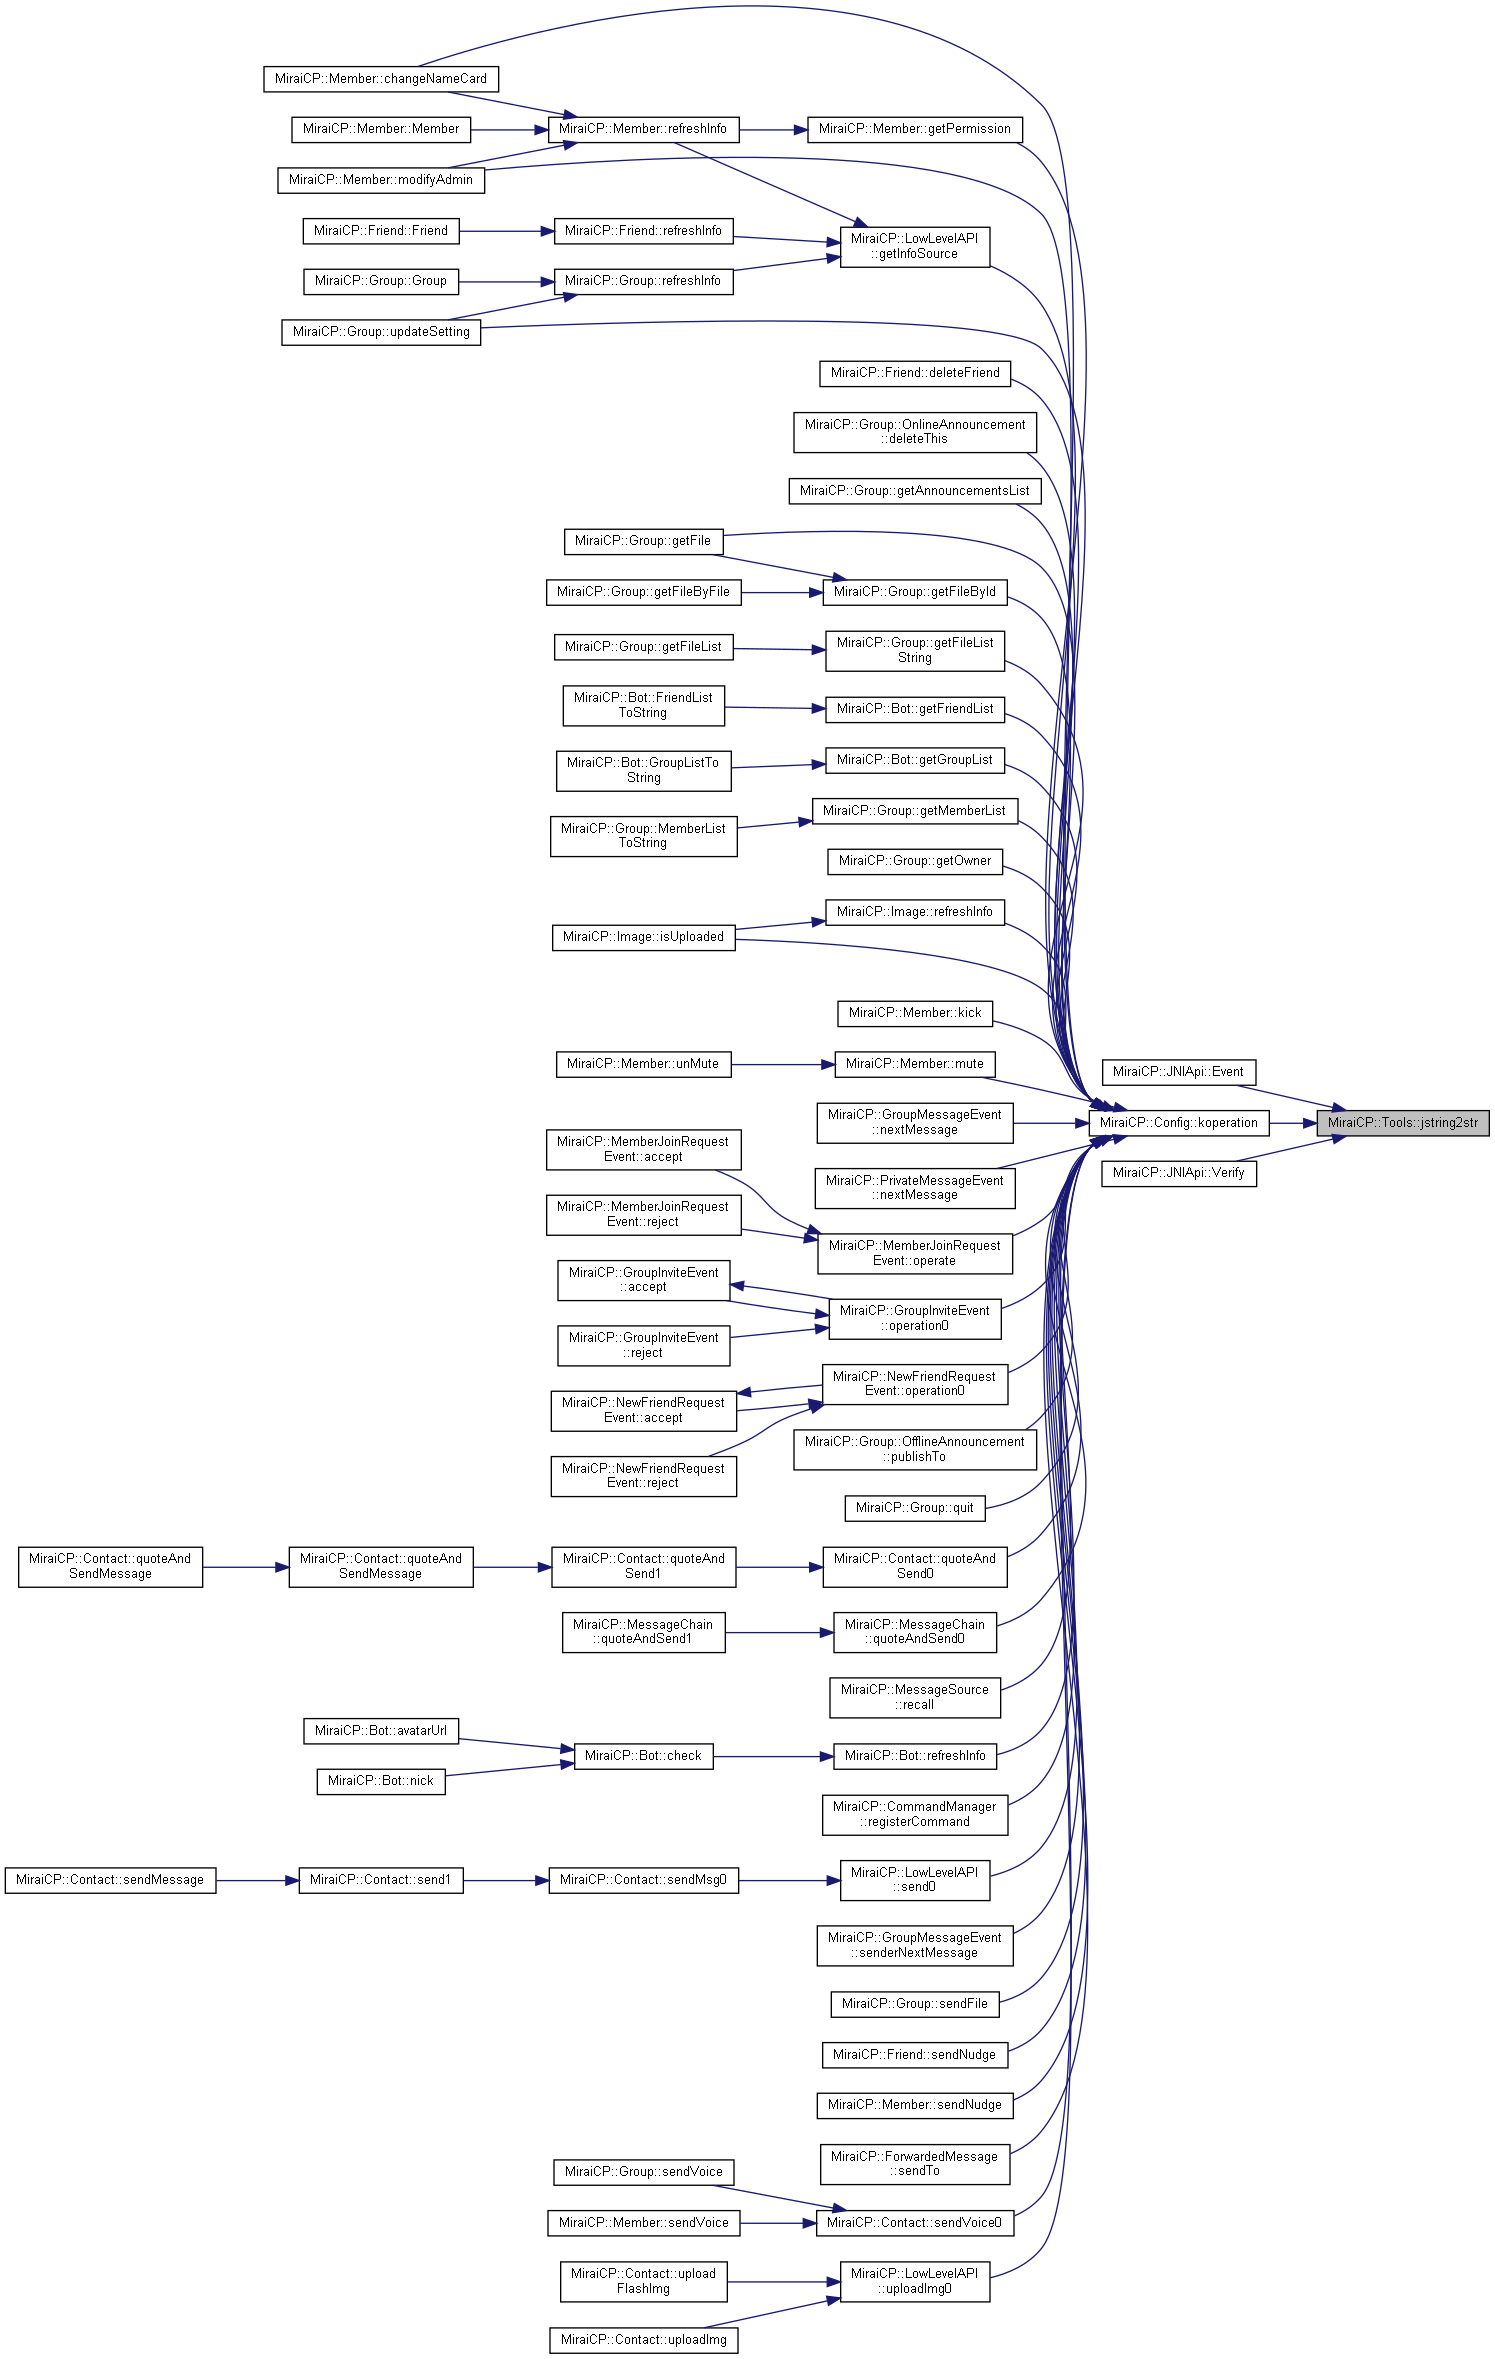 MiraiCP::Member::changeNameCard
MiraiCP::Member::Member
MiraiCP::Member::refreshInfo
MiraiCP::Member::getPermission
MiraiCP::Member::modifyAdmin
MiraiCP::Friend::Friend
MiraiCP::Friend::refreshInfo
MiraiCP::LowLevelAPI
::getInfoSource
MiraiCP::Group::Group
MiraiCP::Group::refreshInfo
MiraiCP::Group::updateSetting
MiraiCP::Friend::deleteFriend
MiraiCP::Group::OnlineAnnouncement
::deleteThis
MiraiCP::Group::getAnnouncementsList
MiraiCP::Group::getFile
MiraiCP::Group::getFileByFile
MiraiCP::Group::getFileById
MiraiCP::Group::getFileList
MiraiCP::Group::getFileList
String
MiraiCP::Bot::FriendList
ToString
MiraiCP::Bot::getFriendList
MiraiCP::Bot::GroupListTo
String
MiraiCP::Bot::getGroupList
MiraiCP::Group::MemberList
ToString
MiraiCP::Group::getMemberList
MiraiCP::Group::getOwner
MiraiCP::Image::refreshInfo
MiraiCP::Image::isUploaded
MiraiCP::Member::kick
MiraiCP::Member::unMute
MiraiCP::Member::mute
MiraiCP::JNIApi::Event
MiraiCP::GroupMessageEvent
::nextMessage
MiraiCP::Config::koperation
MiraiCP::Tools::jstring2str
MiraiCP::JNIApi::Verify
MiraiCP::MemberJoinRequest
Event::accept
MiraiCP::PrivateMessageEvent
::nextMessage
MiraiCP::MemberJoinRequest
Event::reject
MiraiCP::MemberJoinRequest
Event::operate
MiraiCP::GroupInviteEvent
::accept
MiraiCP::GroupInviteEvent
::operation0
MiraiCP::GroupInviteEvent
::reject
MiraiCP::NewFriendRequest
Event::operation0
MiraiCP::NewFriendRequest
Event::accept
MiraiCP::Group::OfflineAnnouncement
::publishTo
MiraiCP::NewFriendRequest
Event::reject
MiraiCP::Group::quit
MiraiCP::Contact::quoteAnd
SendMessage
MiraiCP::Contact::quoteAnd
SendMessage
MiraiCP::Contact::quoteAnd
Send1
MiraiCP::Contact::quoteAnd
Send0
MiraiCP::MessageChain
::quoteAndSend1
MiraiCP::MessageChain
::quoteAndSend0
MiraiCP::MessageSource
::recall
MiraiCP::Bot::avatarUrl
MiraiCP::Bot::check
MiraiCP::Bot::refreshInfo
MiraiCP::Bot::nick
MiraiCP::CommandManager
::registerCommand
MiraiCP::Contact::sendMessage
MiraiCP::Contact::send1
MiraiCP::Contact::sendMsg0
MiraiCP::LowLevelAPI
::send0
MiraiCP::GroupMessageEvent
::senderNextMessage
MiraiCP::Group::sendFile
MiraiCP::Friend::sendNudge
MiraiCP::Member::sendNudge
MiraiCP::ForwardedMessage
::sendTo
MiraiCP::Group::sendVoice
MiraiCP::Member::sendVoice
MiraiCP::Contact::sendVoice0
MiraiCP::Contact::upload
FlashImg
MiraiCP::LowLevelAPI
::uploadImg0
MiraiCP::Contact::uploadImg